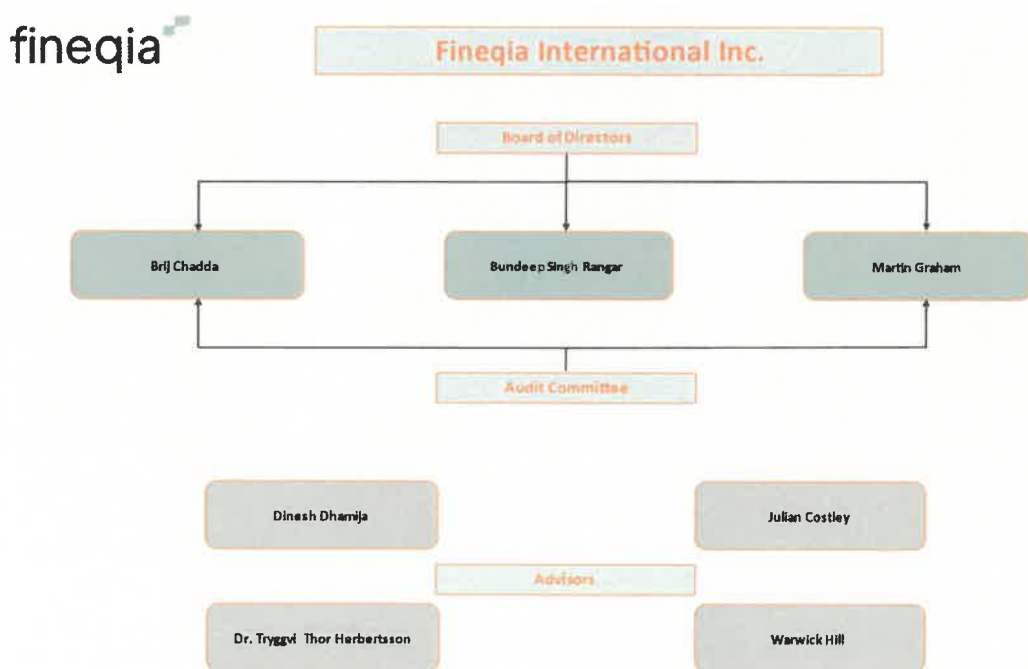 fineqia
Fineqia International Inc.
Board of Directors
Brij Chadda
Bundeep Singh Rangar
Martin Graham
Audit Committee
Dinesh Dhamija
Julian Costley
Advisors
Dr. Tryggvi Thor Herbertsson
Warwick Hill